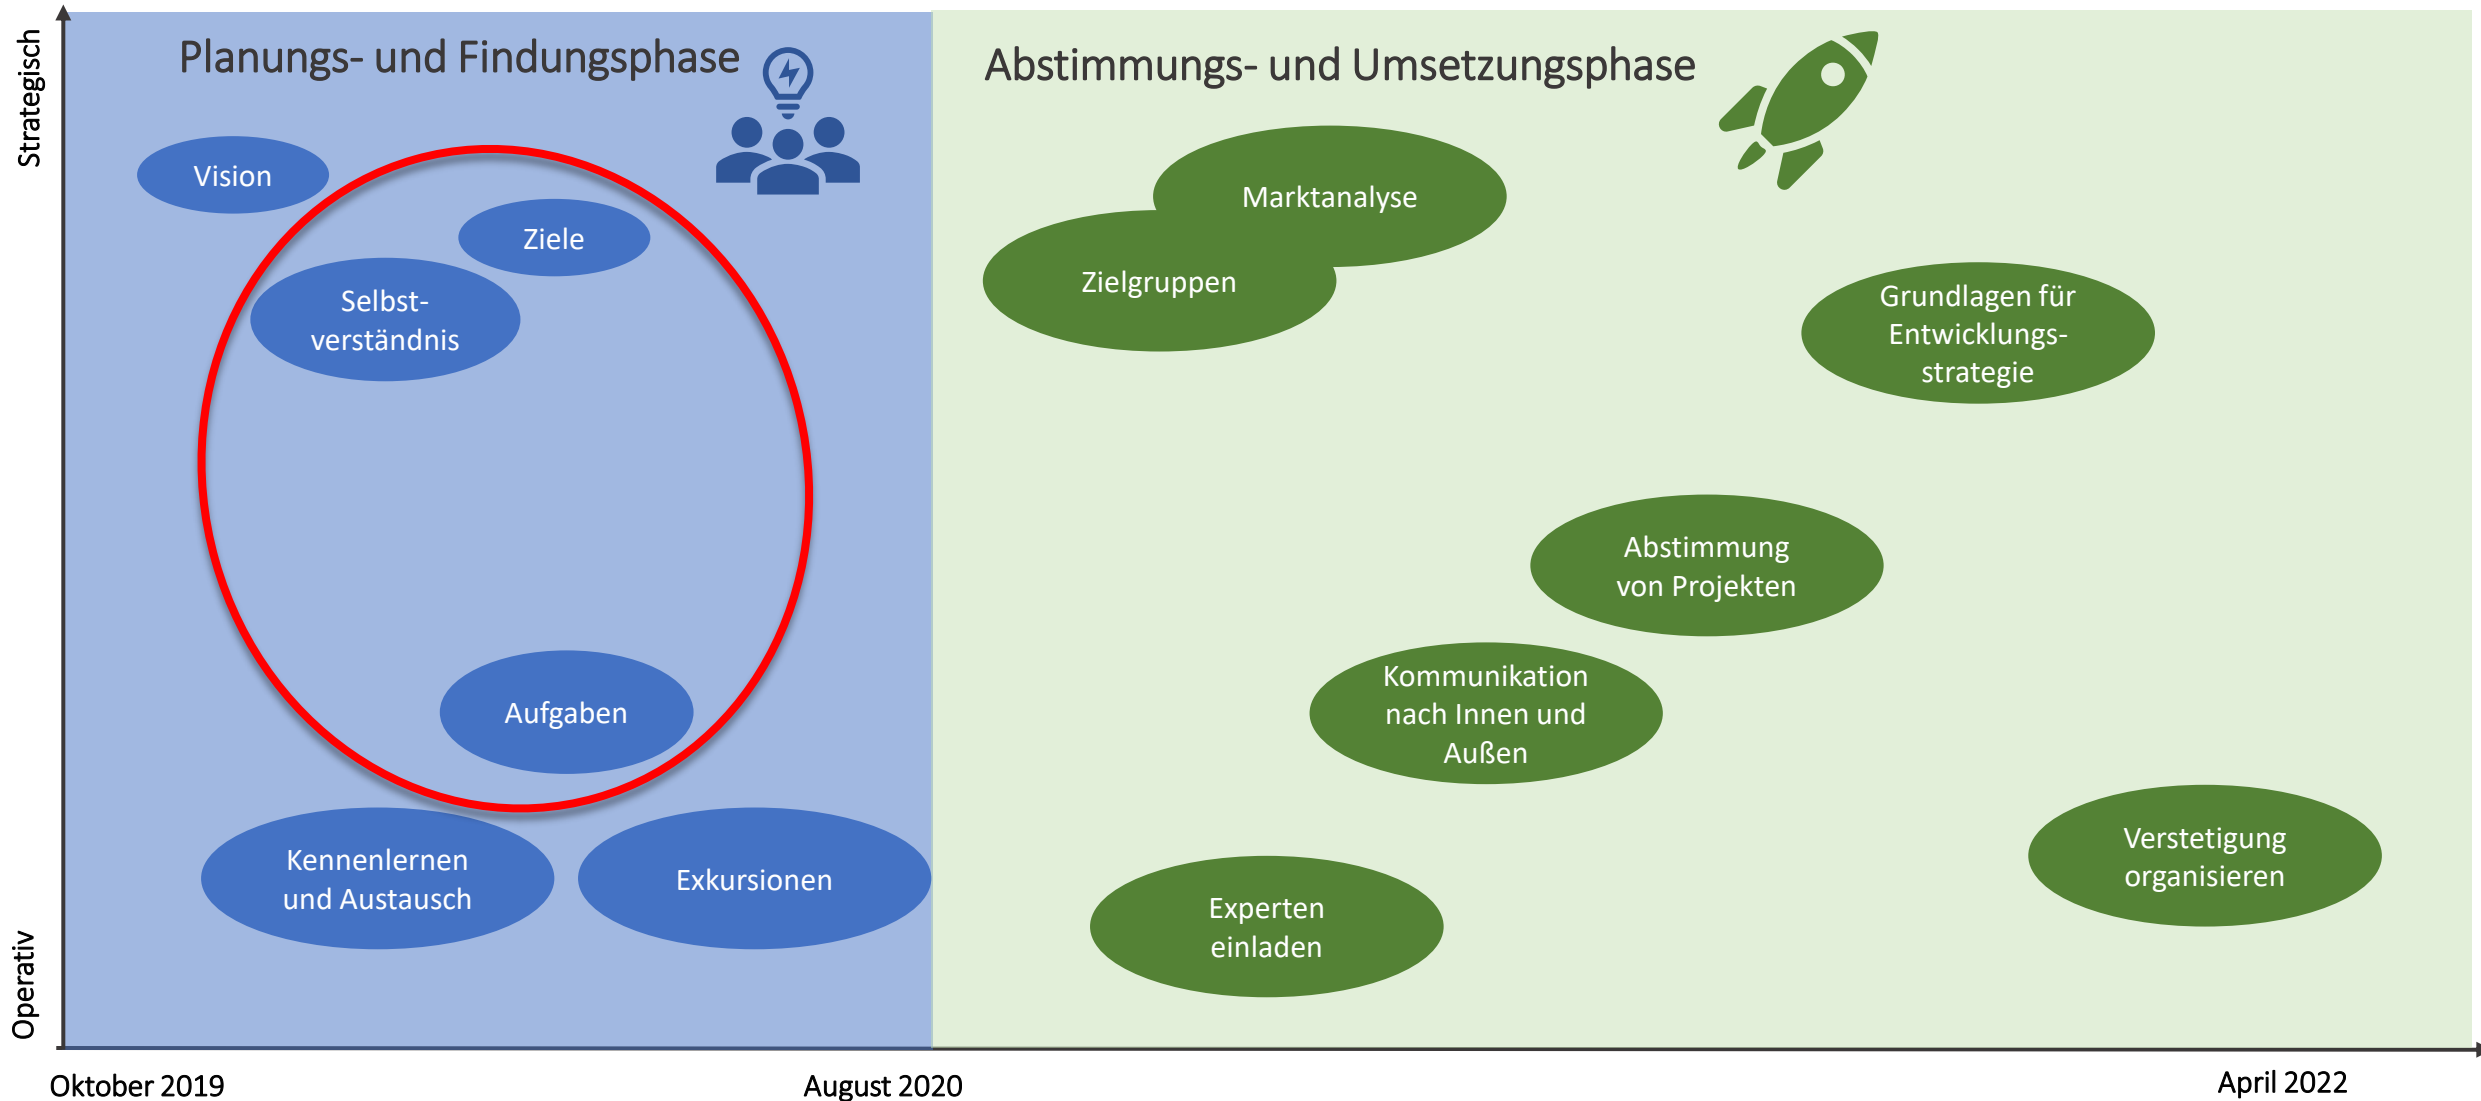 Strategisch
Operativ
Planungs- und Findungsphase
Vision
Ziele
Selbst-
verständnis
Aufgaben
Kennenlernen
und Austausch
Exkursionen
Abstimmungs- und Umsetzungsphase
Marktanalyse
Zielgruppen
Grundlagen für
Entwicklungs-
strategie
Abstimmung
von Projekten
Kommunikation
nach Innen und
Außen
Verstetigung
organisieren
Experten
einladen
Oktober 2019
August 2020
April 2022